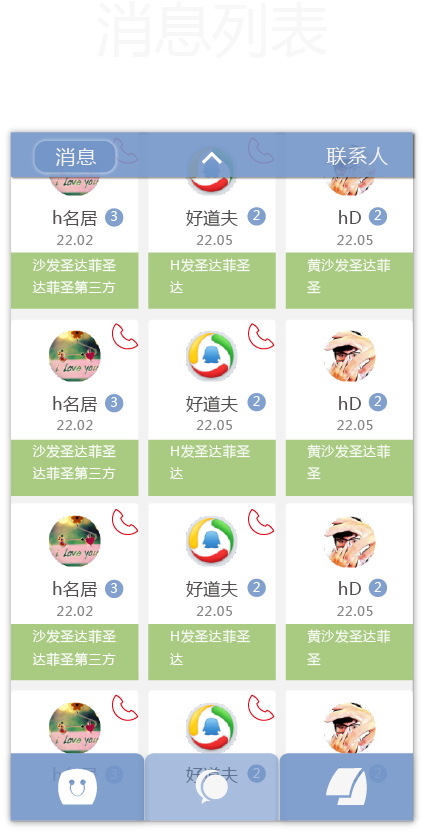 消息列表
消息
联系人
h名居 3
好道夫 2
hD 2
22.02
22.05
22.05
沙发圣达菲圣
达菲圣第三方
H发圣达菲圣
达
黄沙发圣达菲
圣
i love you
h名居 3
好道夫 2
hD 2
22.02
22.05
22.05
沙发圣达菲圣
达菲圣第三方
H发圣达菲圣
达
黄沙发圣达菲
圣
i love you
h名居 3
好道夫 2
hD 2
22.02
22.05
22.05
沙发圣达菲圣
达菲圣第三方
H发圣达菲圣
达
黄沙发圣达菲
圣
i love you
h名居 3
好道夫 2
2